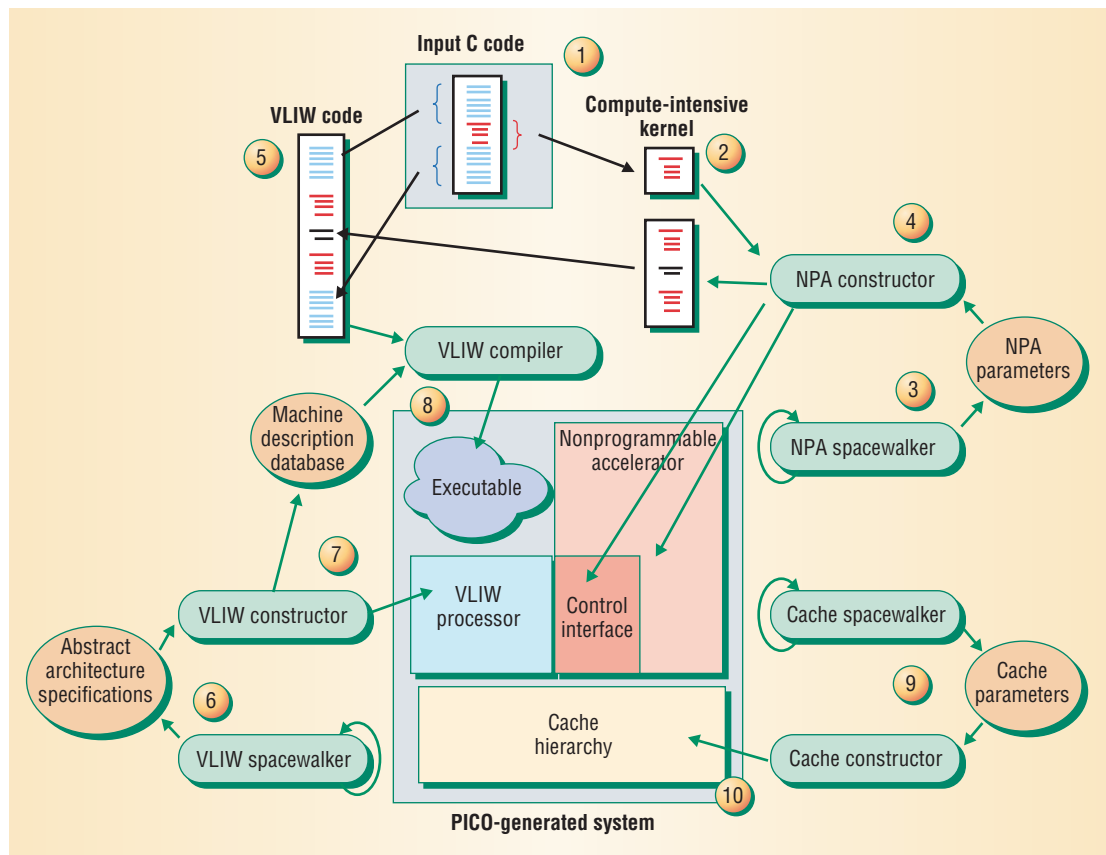 Input C code
1
VLIW code
5
Compute-intensive
kernel
2
4
NPA constructor
NPA
parameters
3
NPA spacewalker
VLIW compiler
Machine
description
database
8
Executable
Nonprogrammable
accelerator
7
VLIW constructor
VLIW
processor
Control
interface
Cache spacewalker
Abstract
architecture
specifications
6
VLIW spacewalker
9
Cache
parameters
Cache
hierarchy
Cache constructor
10
PICO-generated system